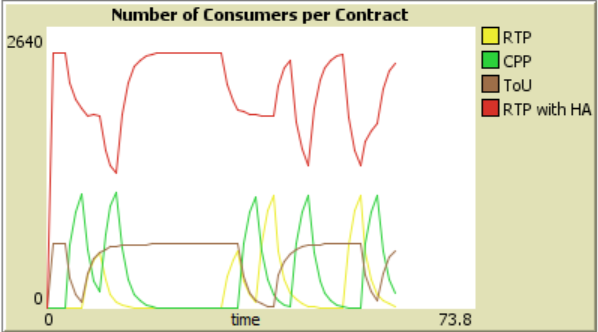 Number of Consumers per Contract
2640
0
0
time
73.8
RTP
CPP
ToU
RTP with HA